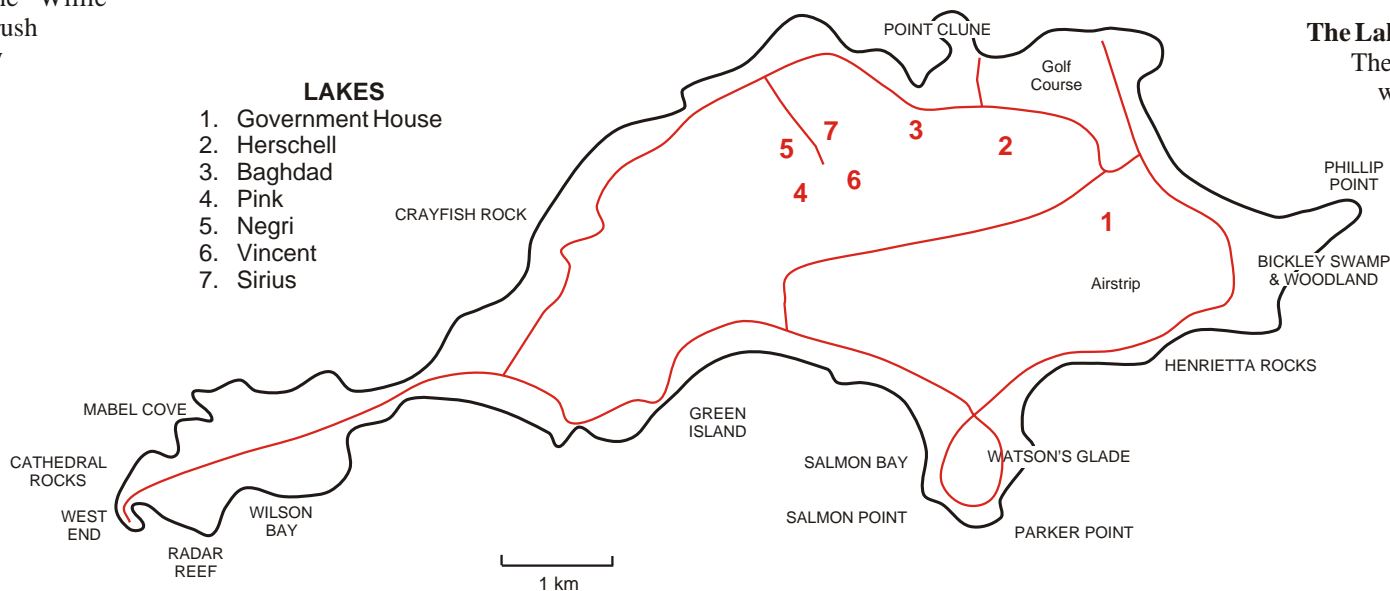 Willie
rush
The Lak
The
w
LAKES
1. Government House
2. Herschell
3. Baghdad
4. Pink
5. Negri
6. Vincent
7. Sirius
POINT CLUNE
Golf
Course
7
3
5
2
6
4
1
PHILLIP
POINT
CRAYFISH ROCK
BICKLEY SWAMP
& WOODLAND
Airstrip
HENRIETTA ROCKS
MABEL COVE
GREEN
ISLAND
CATHEDRAL
ROCKS
SALMON BAY
WATSON'S GLADE
WEST
END
WILSON
BAY
SALMON POINT
PARKER POINT
RADAR
REEF
1 km